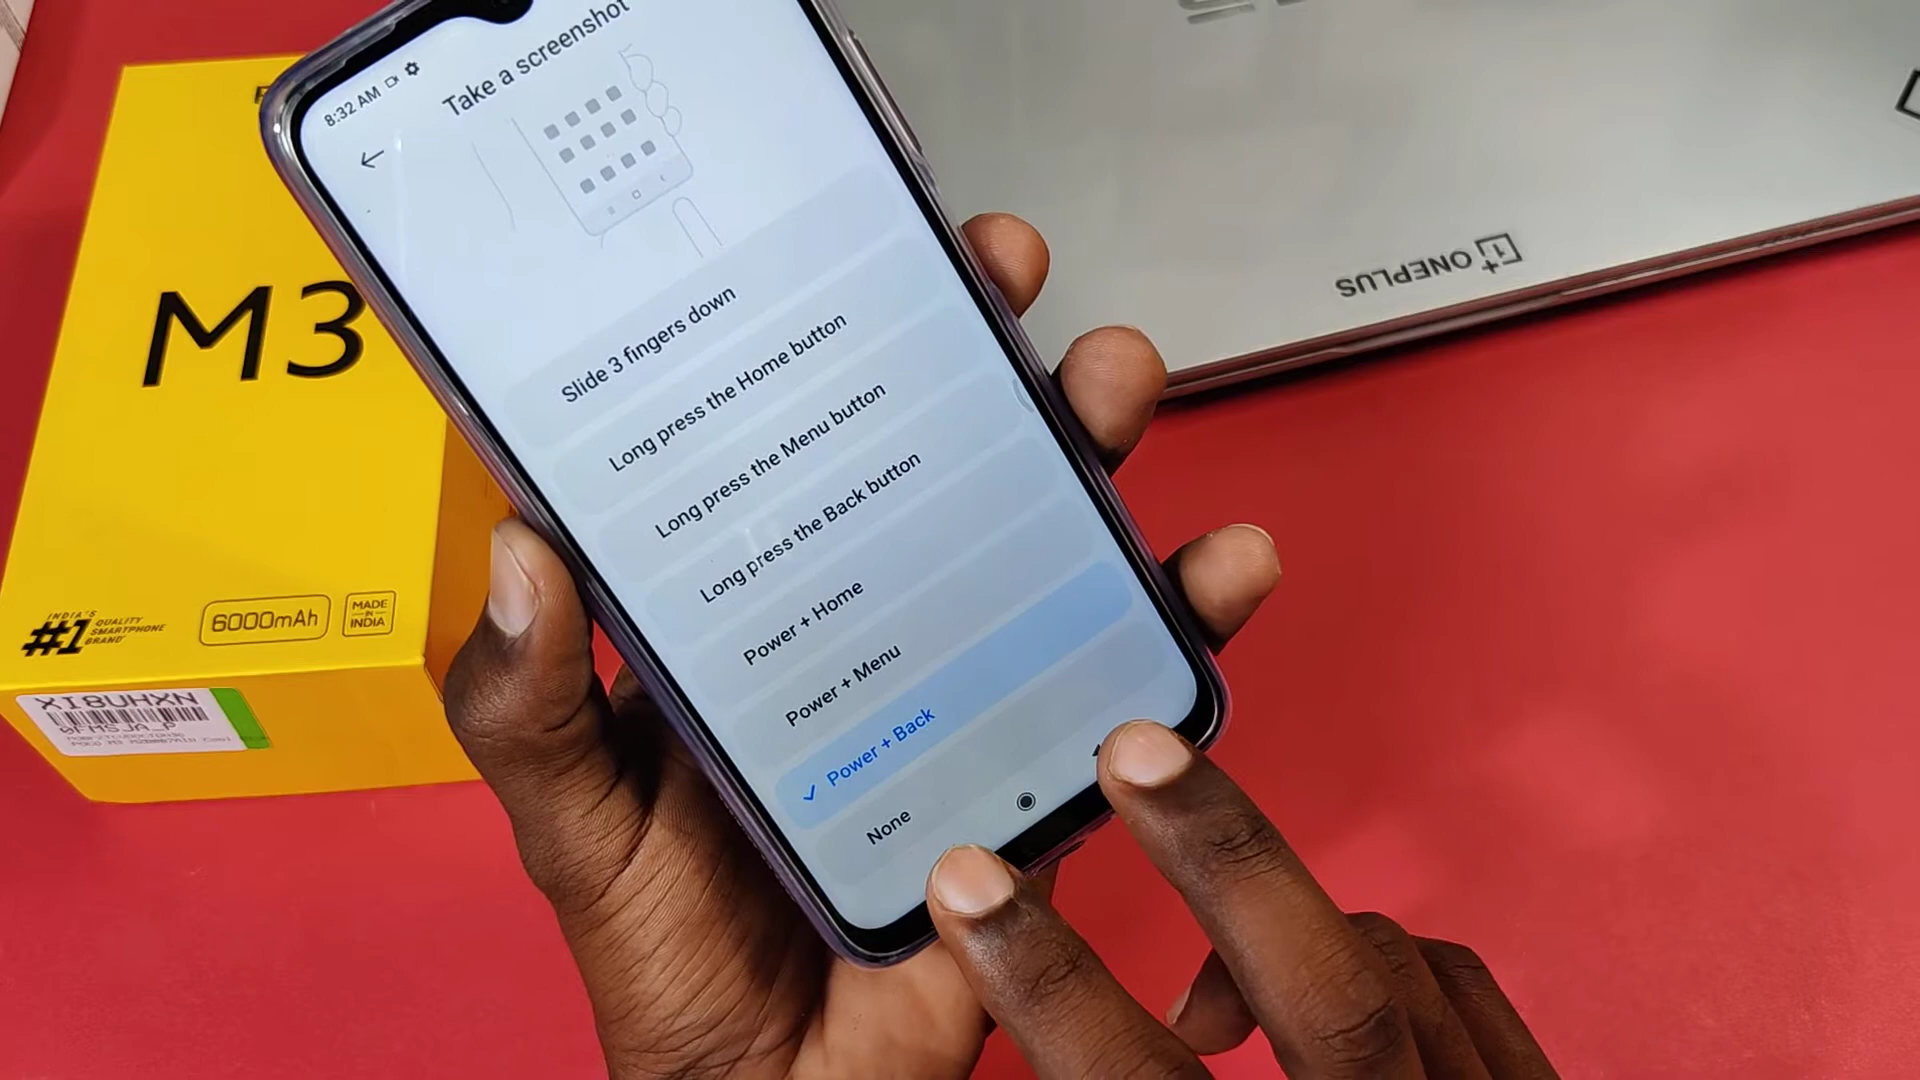 8:32 AM
Take a screenshot
Slide 3 fingers down
Long press the Home button
Long press the Menu button
Long press the Back button
Power + Home
Power + Menu
Power + Back
None
M3
INDIA'S
#1 QUALITY
SMARTPHONE
BRAND
6000mAh
MADE
IN
INDIA
XI8UHXN
0FMSJA_P
ONEPLUS